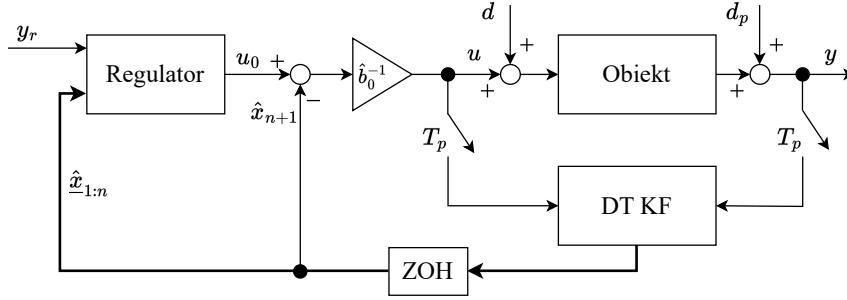 d
d_p
y_r
u_0
+
u
+
+
y
Regulator
b̂_0^{-1}
Obiekt
−
+
+
x̂_{n+1}
T_p
T_p
x̲̂_{1:n}
DT KF
ZOH